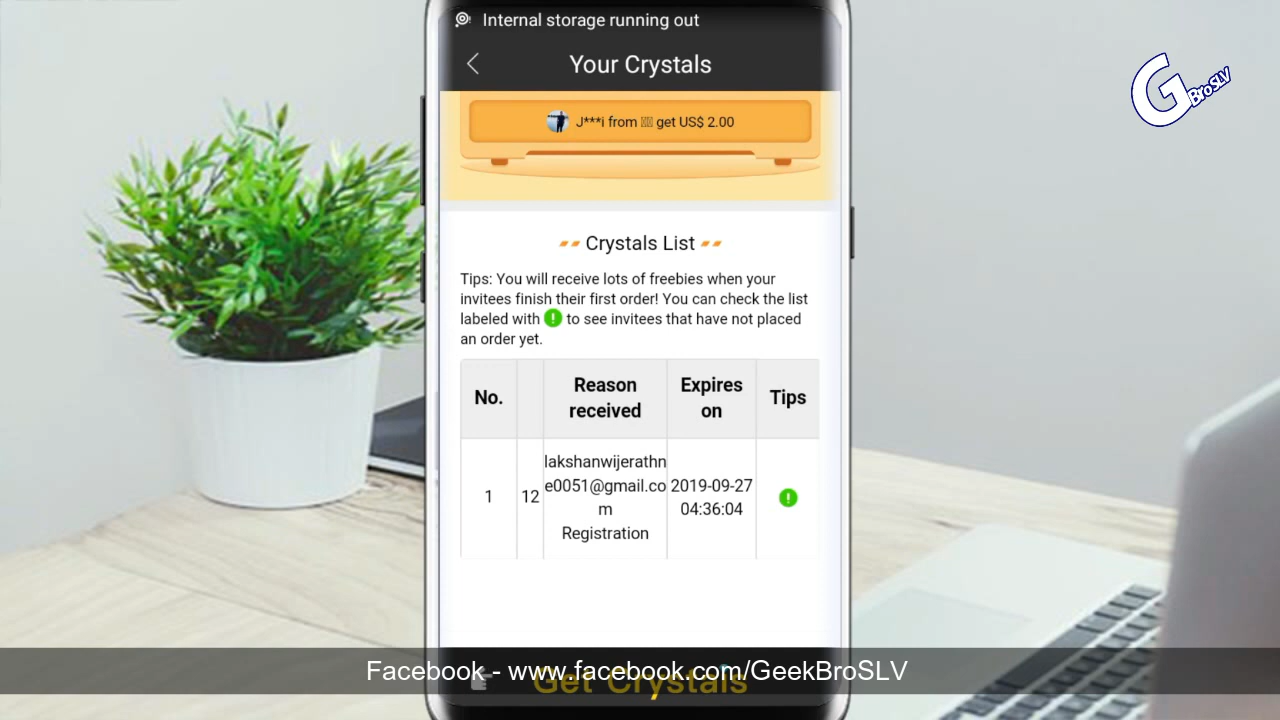 Internal storage running out
Your Crystals
G BroSLV
J***i from get US$ 2.00
Crystals List
Tips: You will receive lots of freebies when your
invitees finish their first order! You can check the list
labeled with ! to see invitees that have not placed
an order yet.
No. Reason received Expires on Tips
1 12 lakshanwijerathn
e0051@gmail.co
m
Registration 2019-09-27
04:36:04 !
Get Crystals
Facebook - www.facebook.com/GeekBroSLV